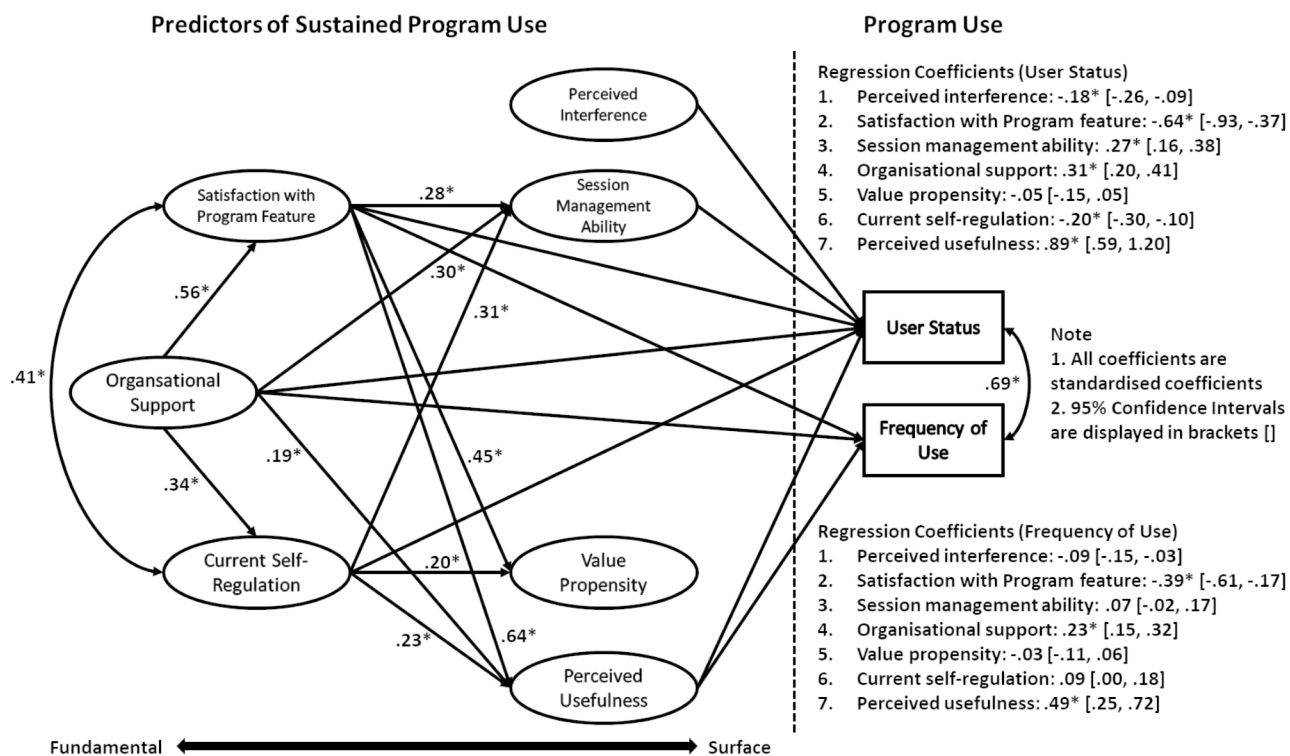 Predictors of Sustained Program Use
Program Use
Perceived
Interference
Satisfaction with
Program Feature
Session
Management
Ability
.28*
.30*
.31*
.56*
.41*
Organsational
Support
.34*
.19*
.45*
Current Self-
Regulation
.20*
Value
Propensity
.23*
.64*
Perceived
Usefulness
Fundamental
Surface
Regression Coefficients (User Status)
1. Perceived interference: -.18* [-.26, -.09]
2. Satisfaction with Program feature: -.64* [-.93, -.37]
3. Session management ability: .27* [.16, .38]
4. Organisational support: .31* [.20, .41]
5. Value propensity: -.05 [-.15, .05]
6. Current self-regulation: -.20* [-.30, -.10]
7. Perceived usefulness: .89* [.59, 1.20]
User Status
.69*
Frequency of
Use
Note
1. All coefficients are
standardised coefficients
2. 95% Confidence Intervals
are displayed in brackets []
Regression Coefficients (Frequency of Use)
1. Perceived interference: -.09 [-.15, -.03]
2. Satisfaction with Program feature: -.39* [-.61, -.17]
3. Session management ability: .07 [-.02, .17]
4. Organisational support: .23* [.15, .32]
5. Value propensity: -.03 [-.11, .06]
6. Current self-regulation: .09 [.00, .18]
7. Perceived usefulness: .49* [.25, .72]